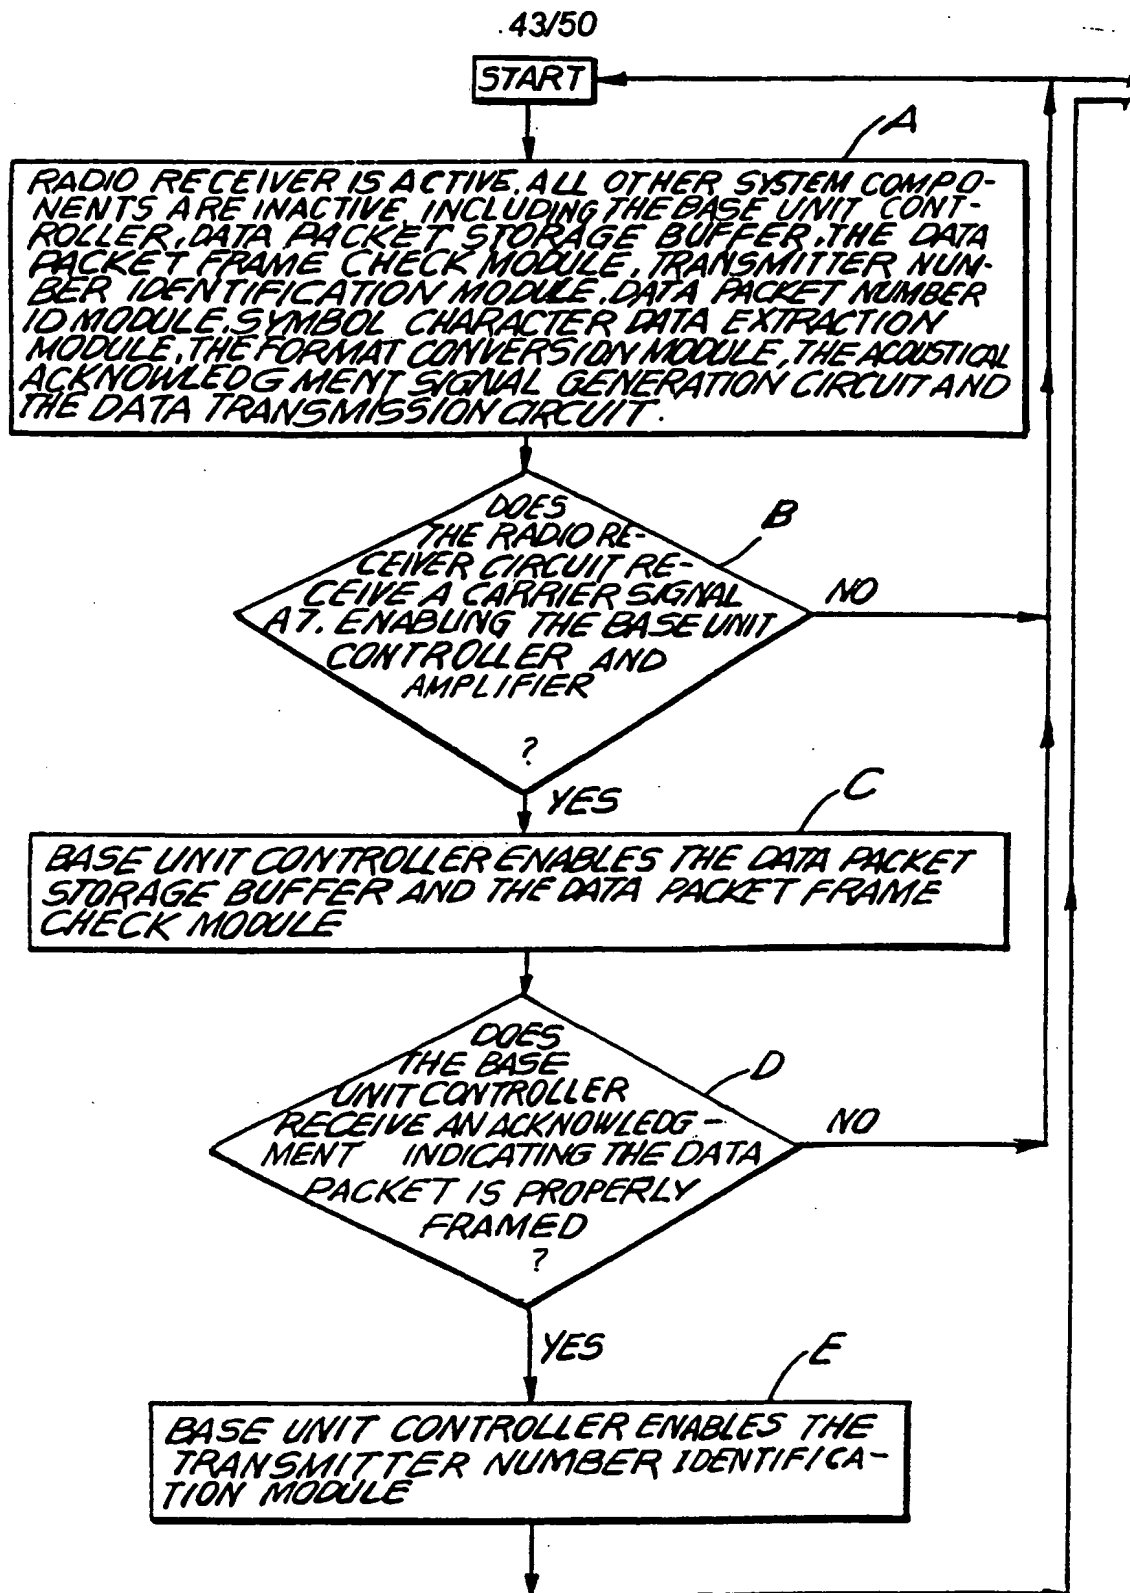 .43/50
START
A
RADIO RECEIVER IS ACTIVE. ALL OTHER SYSTEM COMPO-
NENTS ARE INACTIVE, INCLUDING THE BASE UNIT CONT-
ROLLER, DATA PACKET STORAGE BUFFER, THE DATA
PACKET FRAME CHECK MODULE, TRANSMITTER NUM-
BER IDENTIFICATION MODULE, DATA PACKET NUMBER
ID MODULE, SYMBOL CHARACTER DATA EXTRACTION
MODULE, THE FORMAT CONVERSION MODULE, THE ACOUSTICAL
ACKNOWLEDG MENT SIGNAL GENERATION CIRCUIT AND
THE DATA TRANSMISSION CIRCUIT.
B
DOES
THE RADIO RE-
CEIVER CIRCUIT RE-
CEIVE A CARRIER SIGNAL
A7. ENABLING THE BASE UNIT
CONTROLLER AND
AMPLIFIER
?
NO
YES
C
BASE UNIT CONTROLLER ENABLES THE DATA PACKET
STORAGE BUFFER AND THE DATA PACKET FRAME
CHECK MODULE
D
DOES
THE BASE
UNIT CONTROLLER
RECEIVE AN ACKNOWLEDG-
MENT INDICATING THE DATA
PACKET IS PROPERLY
FRAMED
?
NO
YES
E
BASE UNIT CONTROLLER ENABLES THE
TRANSMITTER NUMBER IDENTIFICA-
TION MODULE